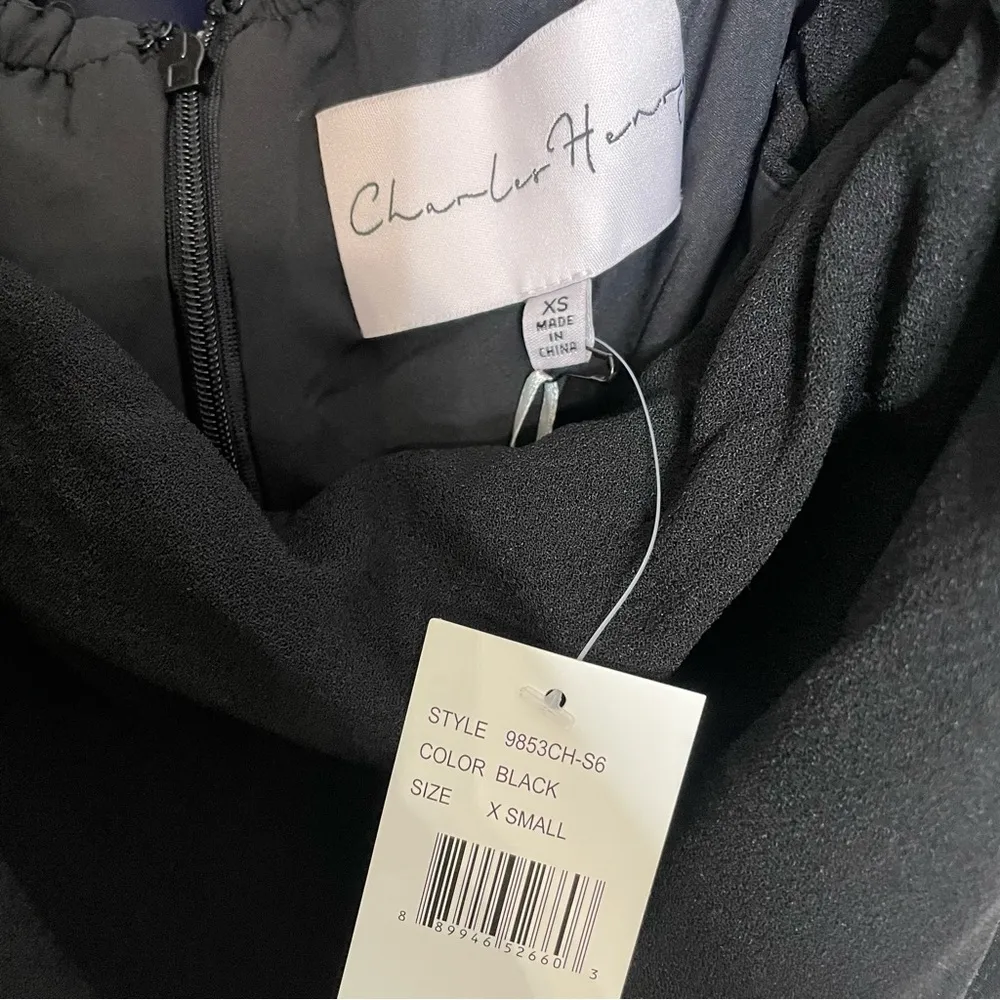 Charles Henry
XS
MADE
IN
CHINA
STYLE 9853CH-S6
COLOR BLACK
SIZE X SMALL
8 89946 52660 3